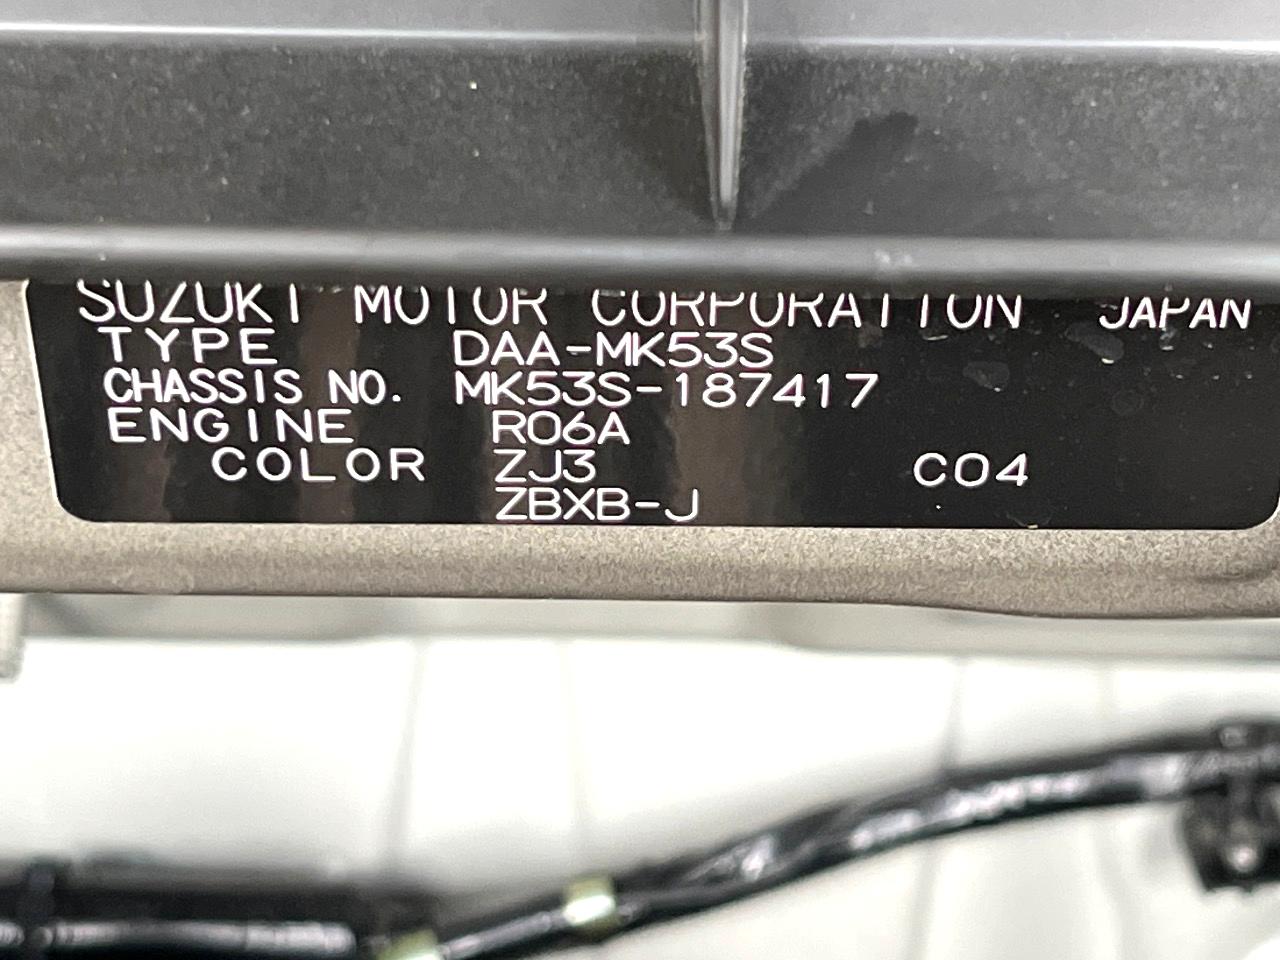 SUZUKI MOTOR CORPORATION JAPAN
TYPE DAA-MK53S
CHASSIS NO. MK53S-187417
ENGINE R06A
COLOR ZJ3 C04
ZBXB-J